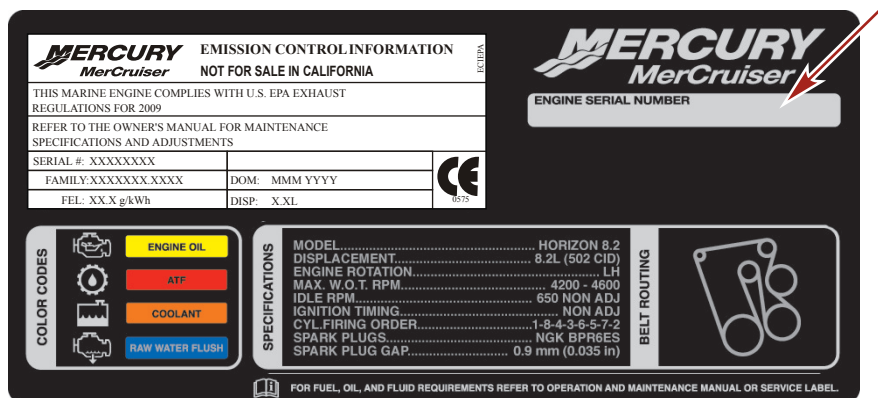 MERCURY
MerCruiser
EMISSION CONTROL INFORMATION
NOT FOR SALE IN CALIFORNIA
ECIEPA
THIS MARINE ENGINE COMPLIES WITH U.S. EPA EXHAUST
REGULATIONS FOR 2009
REFER TO THE OWNER'S MANUAL FOR MAINTENANCE
SPECIFICATIONS AND ADJUSTMENTS
SERIAL #: XXXXXXXX
FAMILY:XXXXXXX.XXXX DOM: MMM YYYY
FEL: XX.X g/kWh DISP: X.XL
CE
0575
MERCURY
MerCruiser
ENGINE SERIAL NUMBER
COLOR CODES
ENGINE OIL
ATF
COOLANT
RAW WATER FLUSH
SPECIFICATIONS
MODEL.......................................... HORIZON 8.2
DISPLACEMENT............................. 8.2L (502 CID)
ENGINE ROTATION........................................ LH
MAX. W.O.T. RPM................................ 4200 - 4600
IDLE RPM........................................ 650 NON ADJ
IGNITION TIMING................................. NON ADJ
CYL.FIRING ORDER.......................1-8-4-3-6-5-7-2
SPARK PLUGS................................ NGK BPR6ES
SPARK PLUG GAP..................... 0.9 mm (0.035 in)
BELT ROUTING
FOR FUEL, OIL, AND FLUID REQUIREMENTS REFER TO OPERATION AND MAINTENANCE MANUAL OR SERVICE LABEL.